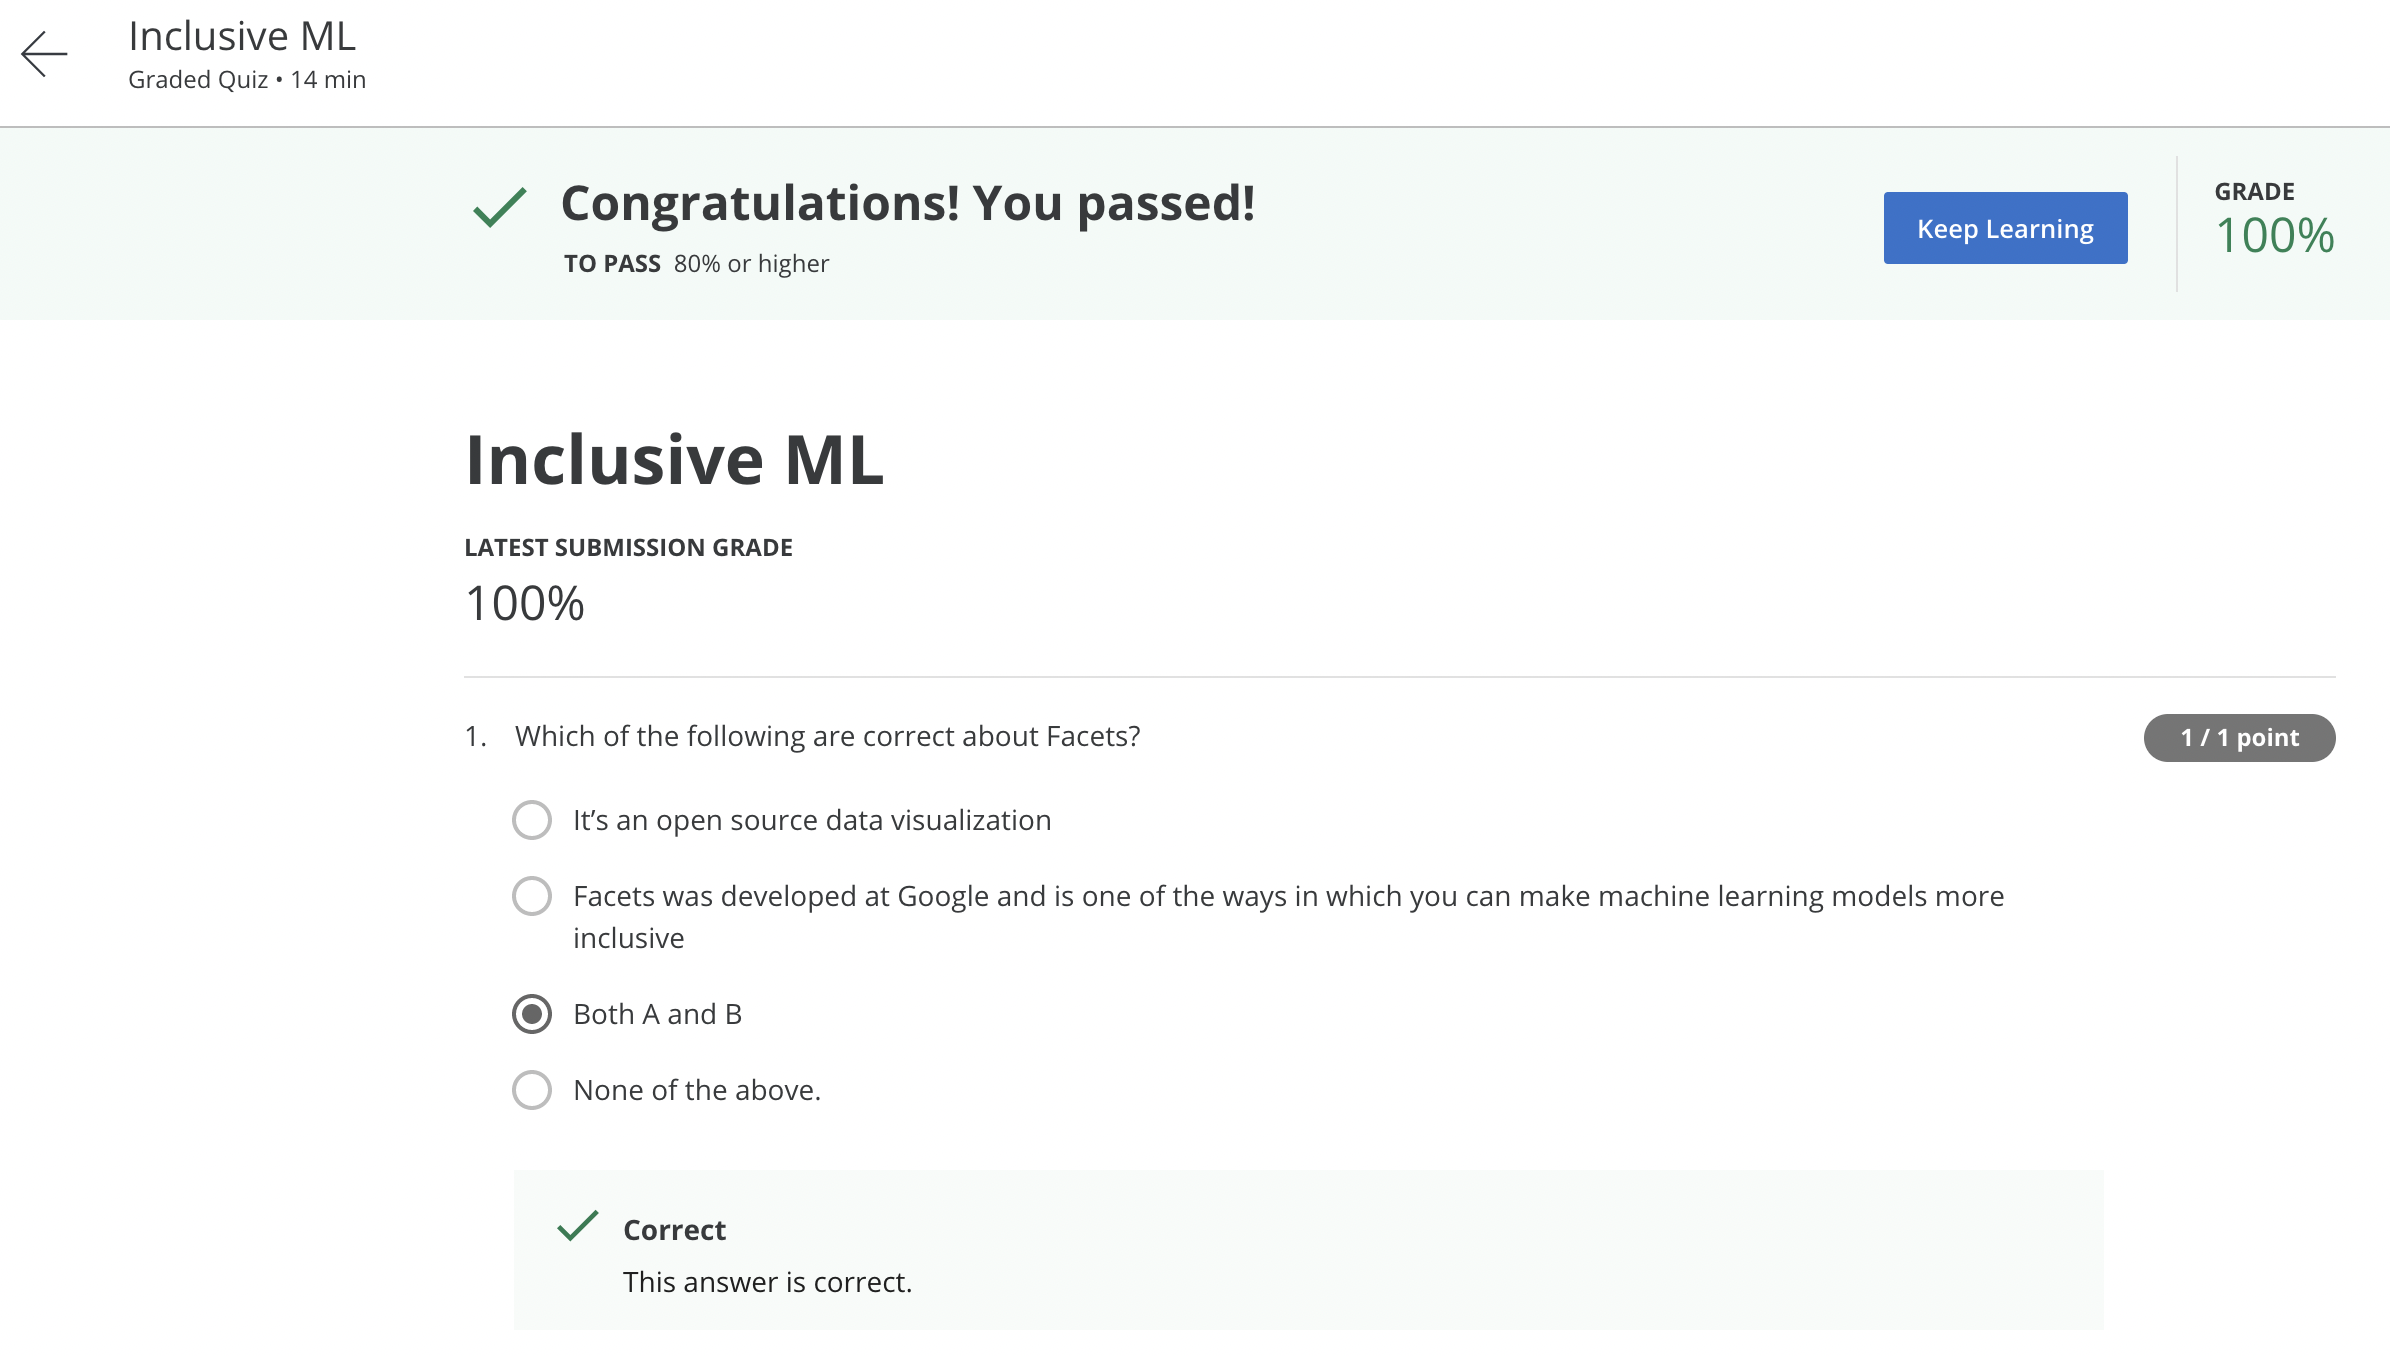 Inclusive ML
Graded Quiz • 14 min
Congratulations! You passed!
TO PASS 80% or higher
Keep Learning
GRADE
100%
Inclusive ML
LATEST SUBMISSION GRADE
100%
1. Which of the following are correct about Facets?
1 / 1 point
It’s an open source data visualization
Facets was developed at Google and is one of the ways in which you can make machine learning models more
inclusive
Both A and B
None of the above.
Correct
This answer is correct.